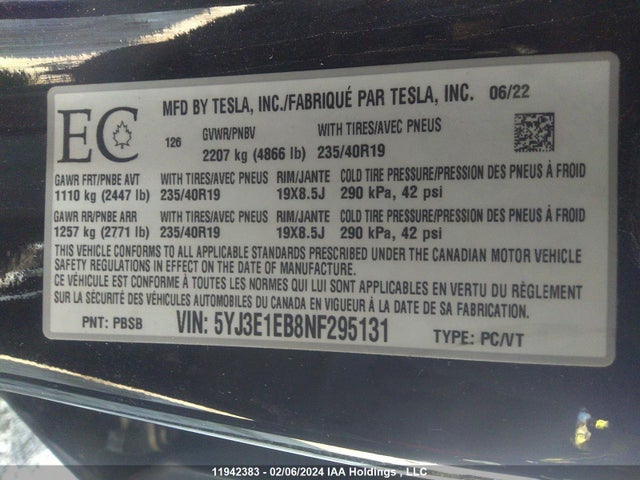 MFD BY TESLA, INC./FABRIQUÉ PAR TESLA, INC. 06/22
EC
126 GVWR/PNBV WITH TIRES/AVEC PNEUS
2207 kg (4866 lb) 235/40R19
GAWR FRT/PNBE AVT WITH TIRES/AVEC PNEUS RIM/JANTE COLD TIRE PRESSURE/PRESSION DES PNEUS À FROID
1110 kg (2447 lb) 235/40R19 19X8.5J 290 kPa, 42 psi
GAWR RR/PNBE ARR WITH TIRES/AVEC PNEUS RIM/JANTE COLD TIRE PRESSURE/PRESSION DES PNEUS À FROID
1257 kg (2771 lb) 235/40R19 19X8.5J 290 kPa, 42 psi
THIS VEHICLE CONFORMS TO ALL APPLICABLE STANDARDS PRESCRIBED UNDER THE CANADIAN MOTOR VEHICLE
SAFETY REGULATIONS IN EFFECT ON THE DATE OF MANUFACTURE.
CE VÉHICULE EST CONFORME À TOUTES LES NORMES QUI LUI SONT APPLICABLES EN VERTU DU RÈGLEMENT
SUR LA SÉCURITÉ DES VÉHICULES AUTOMOBILES DU CANADA EN VIGUEUR À LA DATE DE SA FABRICATION.
PNT: PBSB VIN: 5YJ3E1EB8NF295131 TYPE: PC/VT
11942383 - 02/06/2024 IAA Holdings , LLC